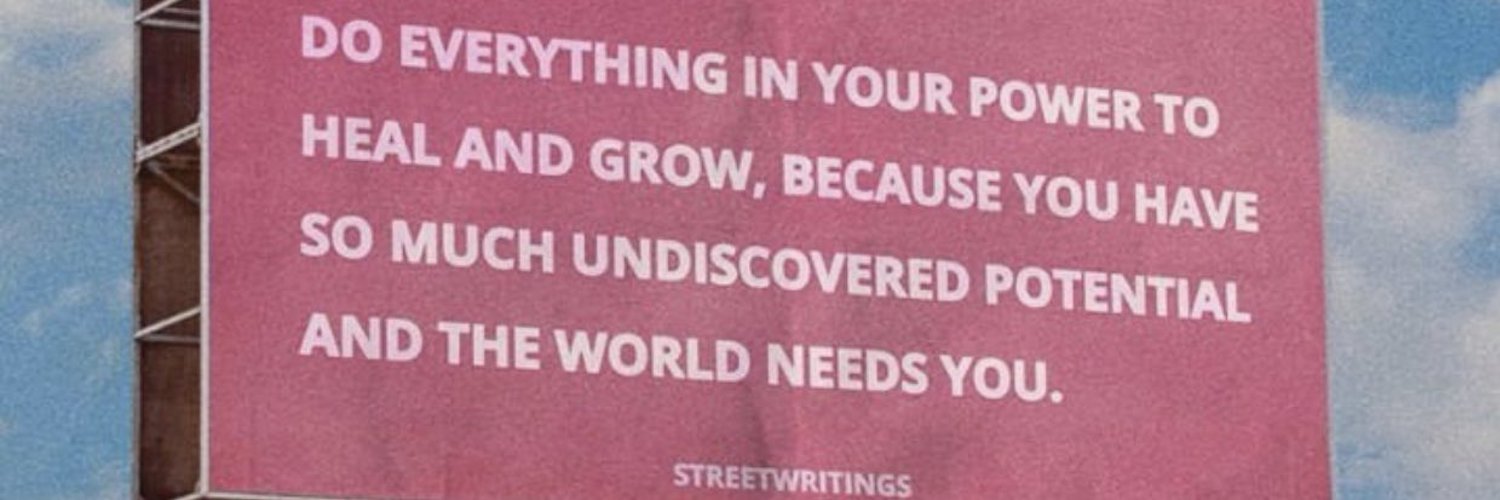 DO EVERYTHING IN YOUR POWER TO
HEAL AND GROW, BECAUSE YOU HAVE
SO MUCH UNDISCOVERED POTENTIAL
AND THE WORLD NEEDS YOU.
STREETWRITINGS